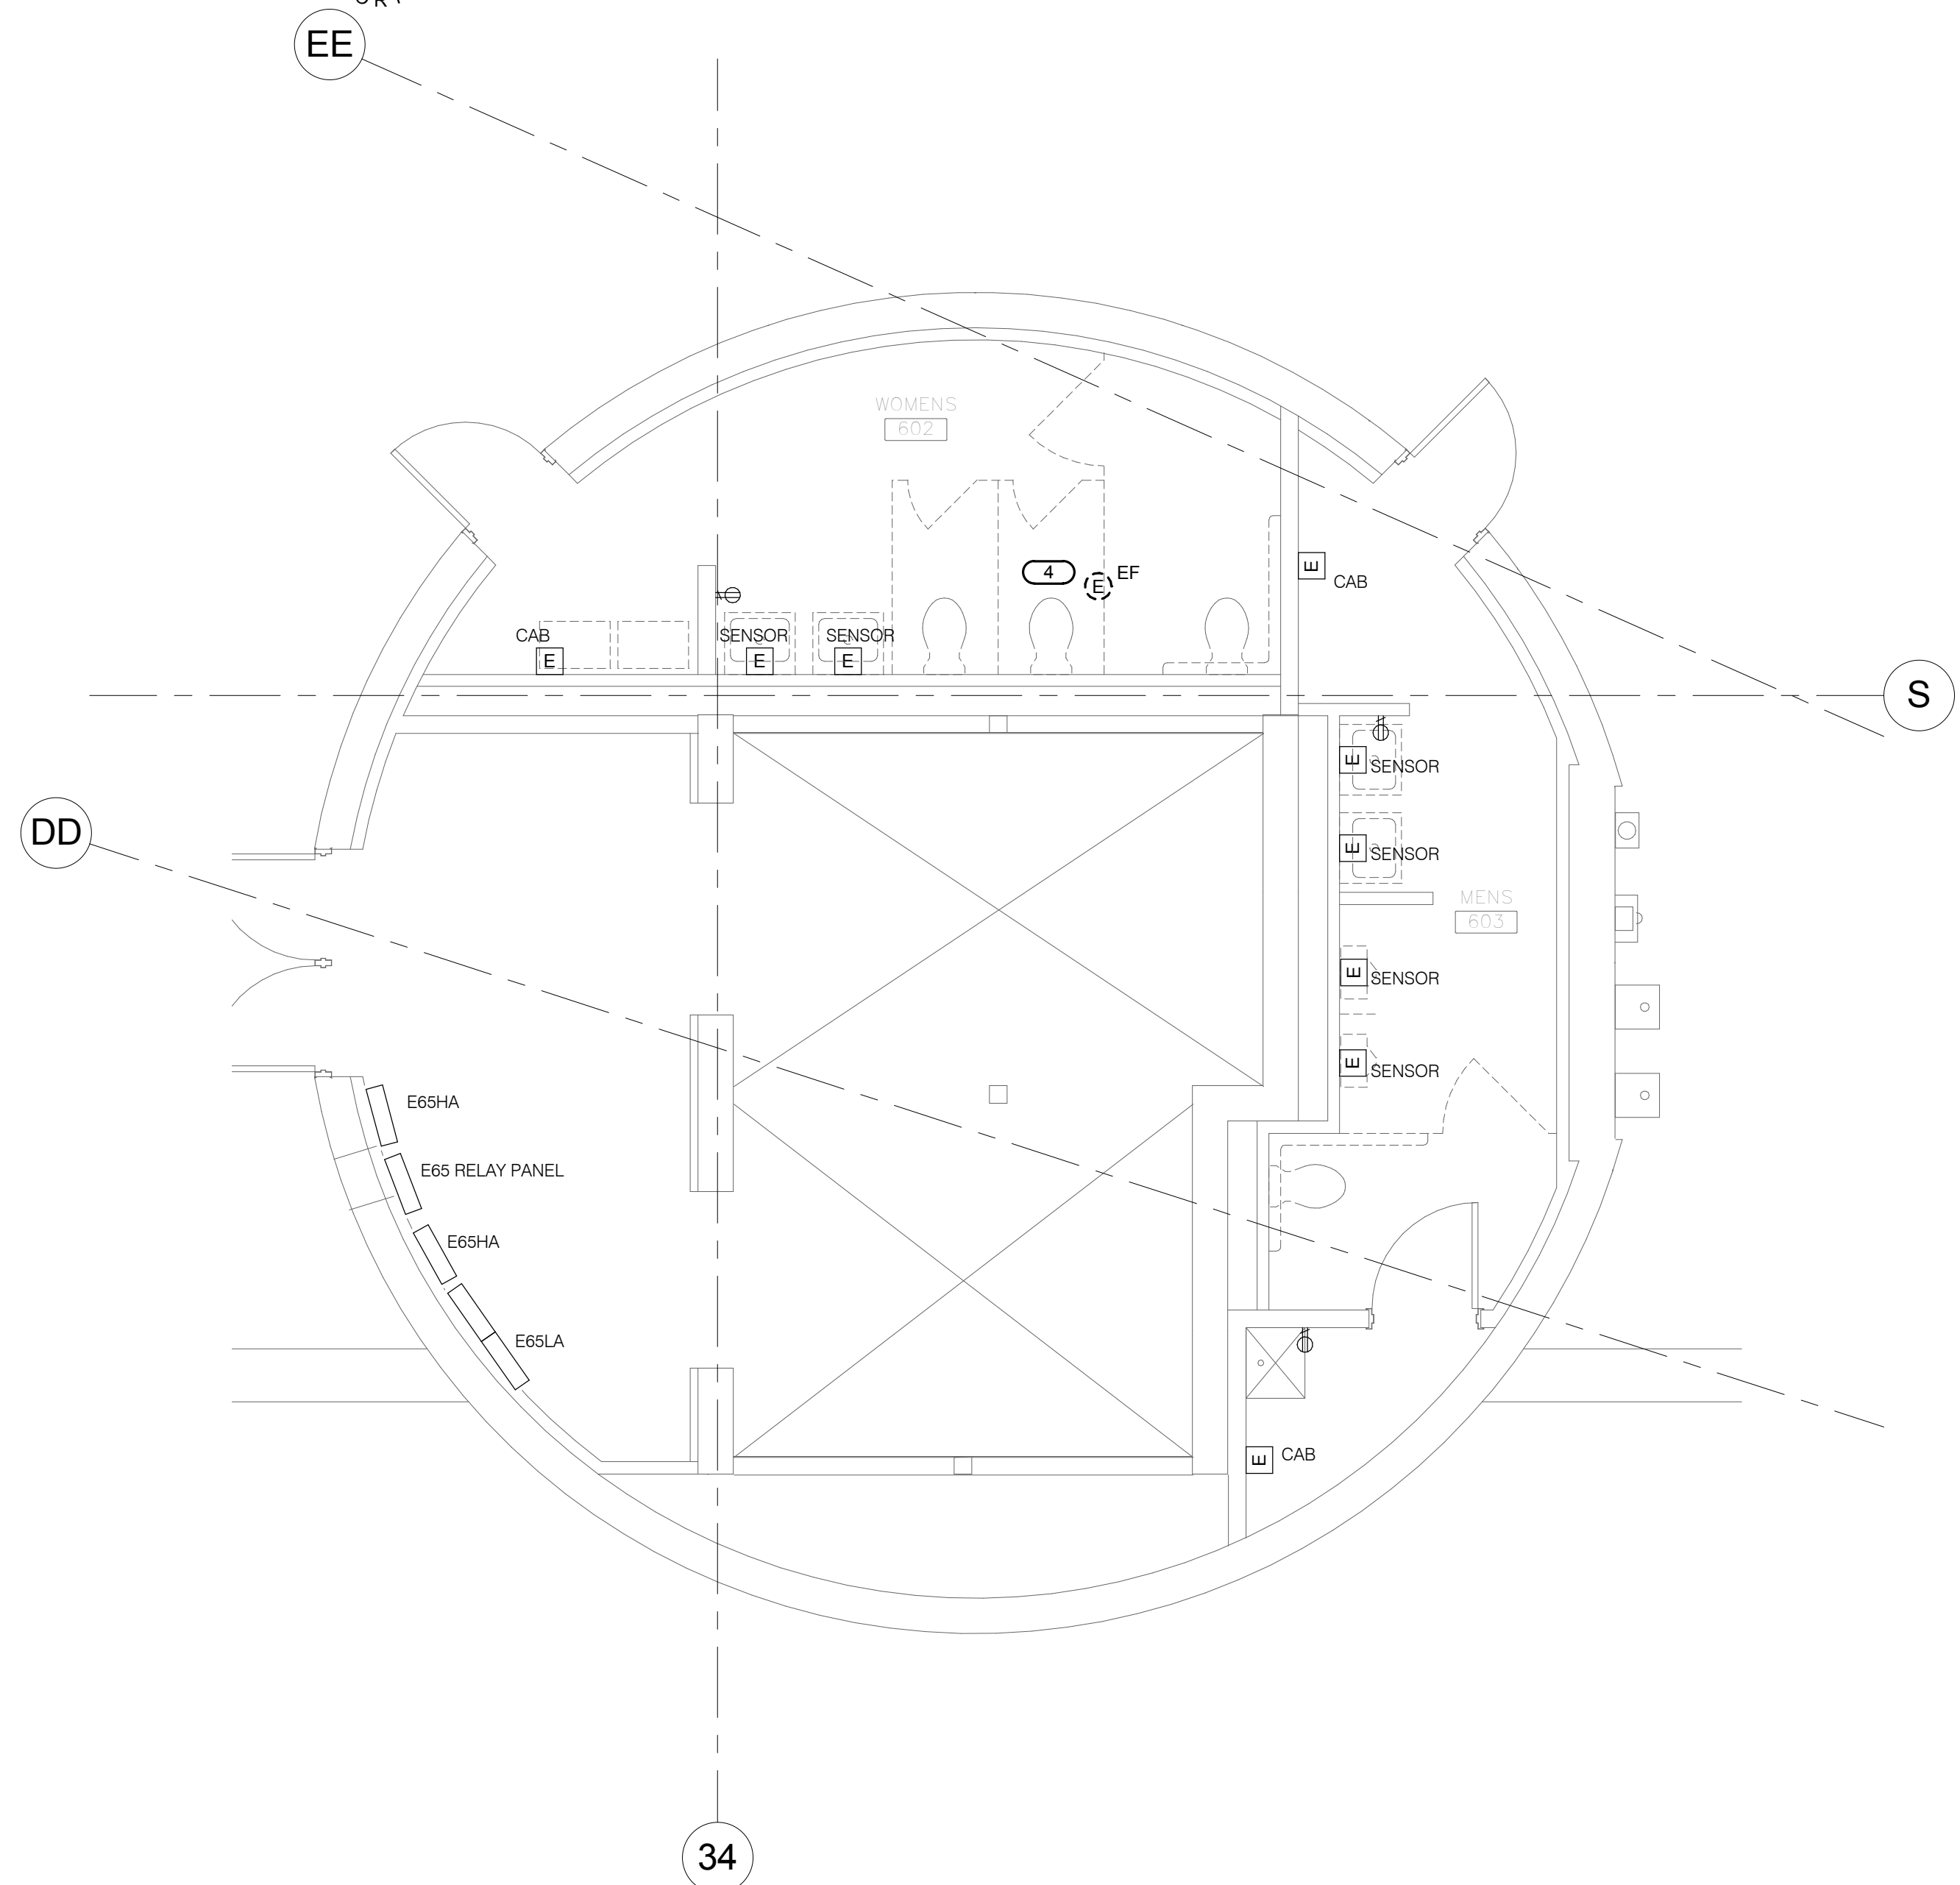 EE
WOMENS
602
4
E
EF
E
CAB
CAB
SENSOR
SENSOR
E
E
E
S
E
SENSOR
DD
E
SENSOR
MENS
603
E
SENSOR
E
SENSOR
E65HA
E65 RELAY PANEL
E65HA
E65LA
E
CAB
34